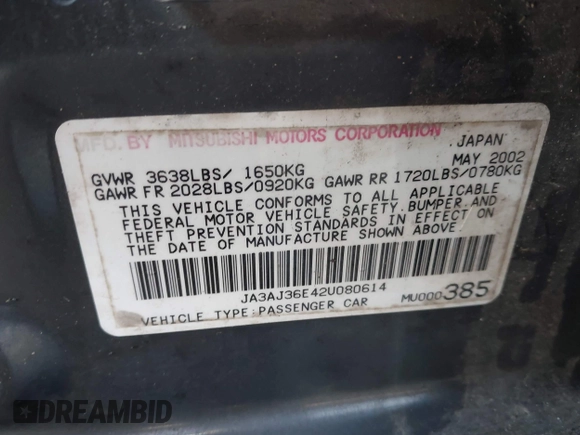 MFD. BY MITSUBISHI MOTORS CORPORATION JAPAN
GVWR 3638LBS/ 1650KG MAY 2002
GAWR FR 2028LBS/0920KG GAWR RR 1720LBS/0780KG
THIS VEHICLE CONFORMS TO ALL APPLICABLE
FEDERAL MOTOR VEHICLE SAFETY,BUMPER AND
THEFT PREVENTION STANDARDS IN EFFECT ON
THE DATE OF MANUFACTURE SHOWN ABOVE.
JA3AJ36E42U080614
VEHICLE TYPE:PASSENGER CAR MU000385
DREAMBID